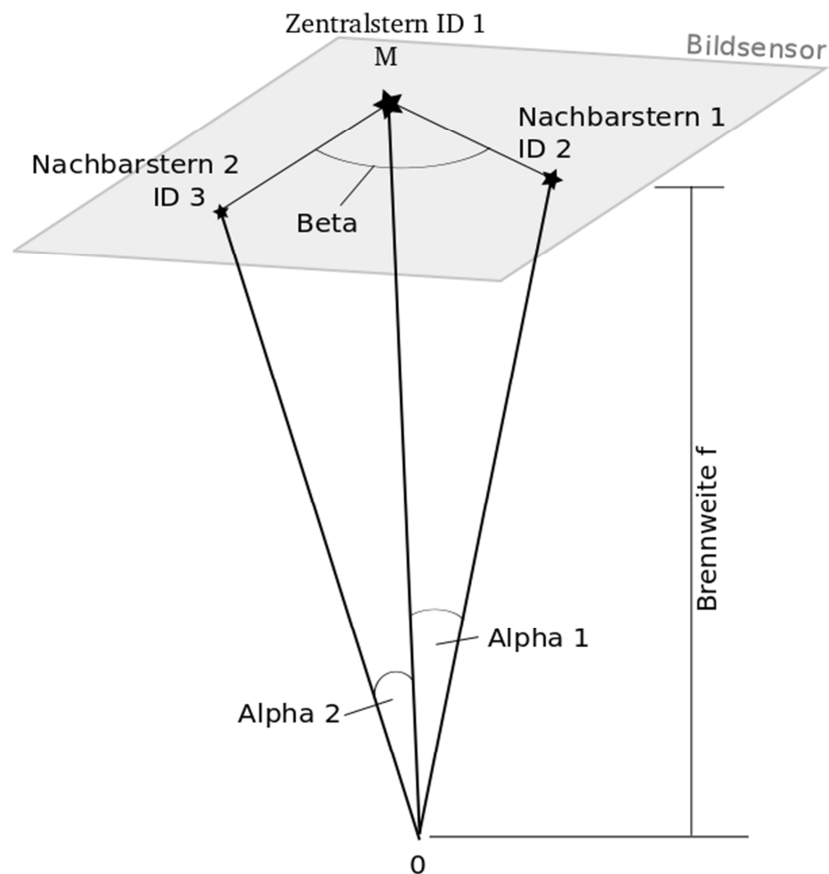 Zentralstern ID 1
M
Bildsensor
Nachbarstern 1
ID 2
Nachbarstern 2
ID 3
Beta
Brennweite f
Alpha 1
Alpha 2
0